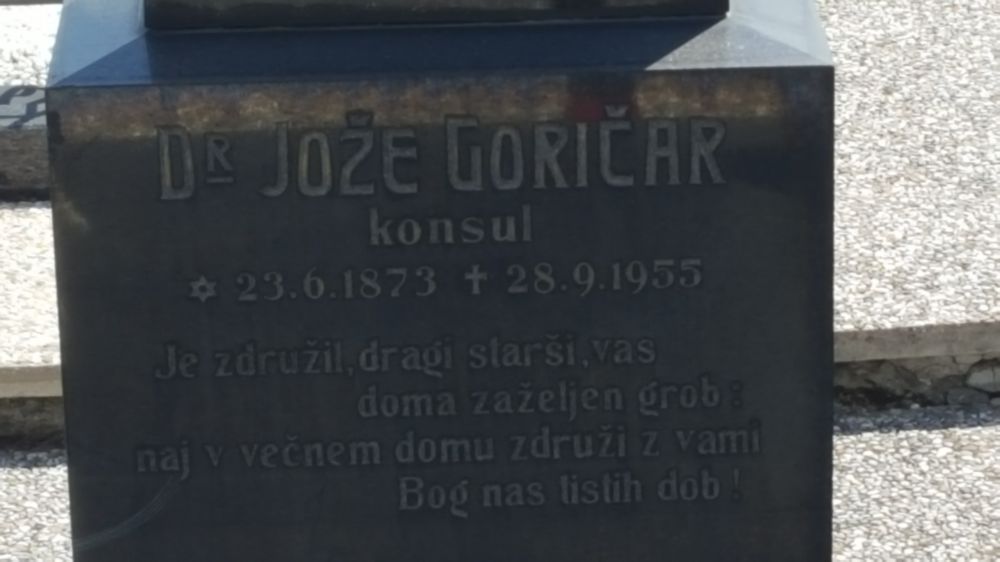 DR JOŽE GORIČAR
konsul
✡ 23.6.1873 ✝ 28.9.1955
Je združil, dragi starši, vas
doma zaželjen grob:
naj v večnem domu združi z vami
Bog nas tistih dob!